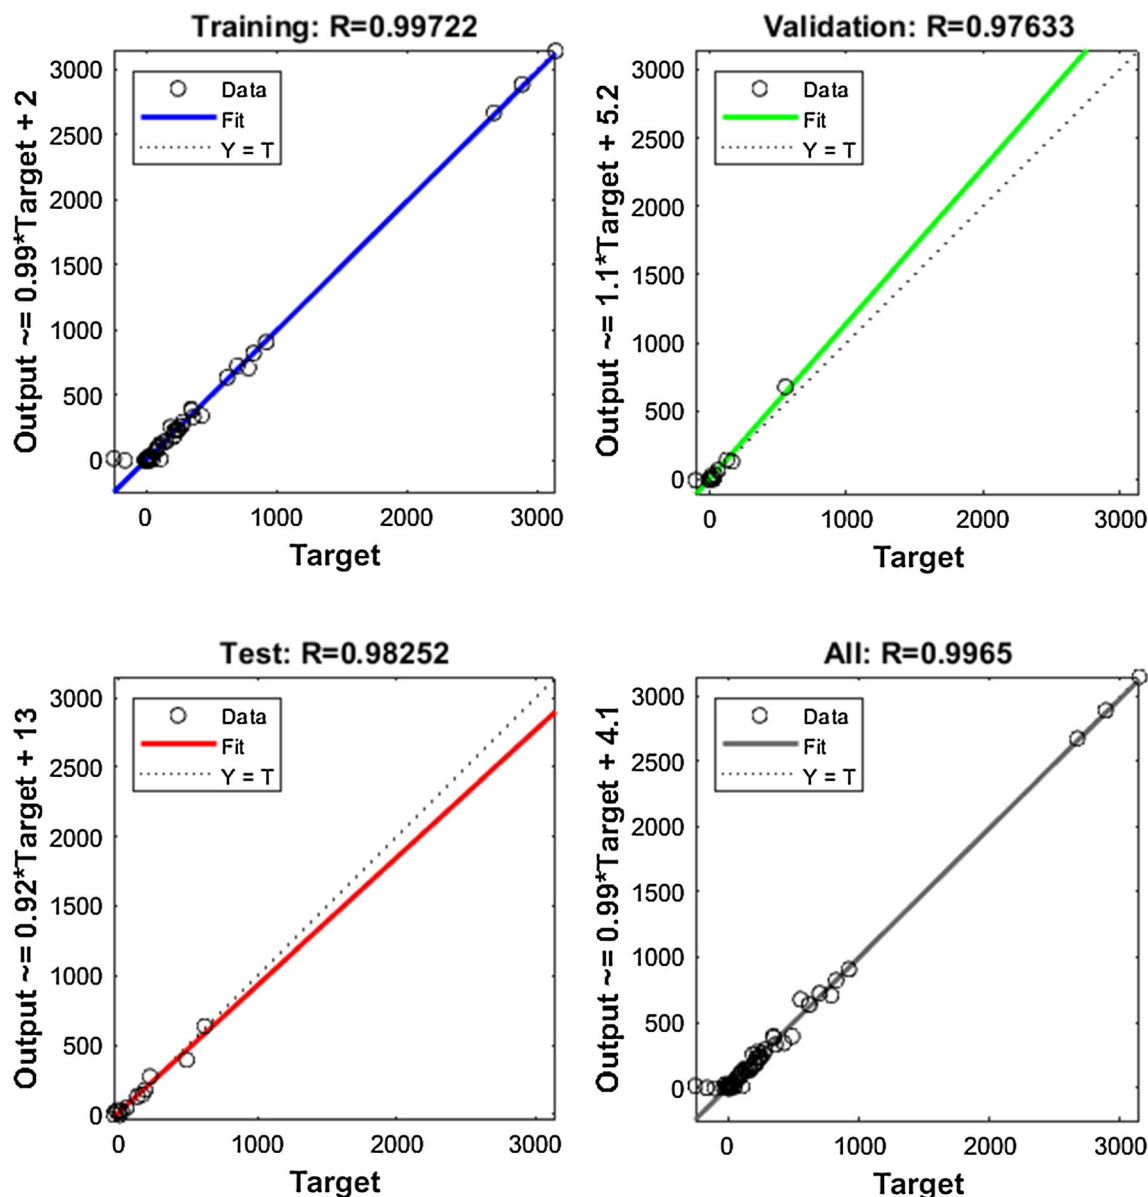 Training: R=0.99722
Output ~= 0.99*Target + 2
Data
Fit
Y = T
3000
2500
2000
1500
1000
500
0
0 1000 2000 3000
Target
Validation: R=0.97633
Output ~= 1.1*Target + 5.2
Data
Fit
Y = T
3000
2500
2000
1500
1000
500
0
0 1000 2000 3000
Target
Test: R=0.98252
Output ~= 0.92*Target + 13
Data
Fit
Y = T
3000
2500
2000
1500
1000
500
0
0 1000 2000 3000
Target
All: R=0.9965
Output ~= 0.99*Target + 4.1
Data
Fit
Y = T
3000
2500
2000
1500
1000
500
0
0 1000 2000 3000
Target